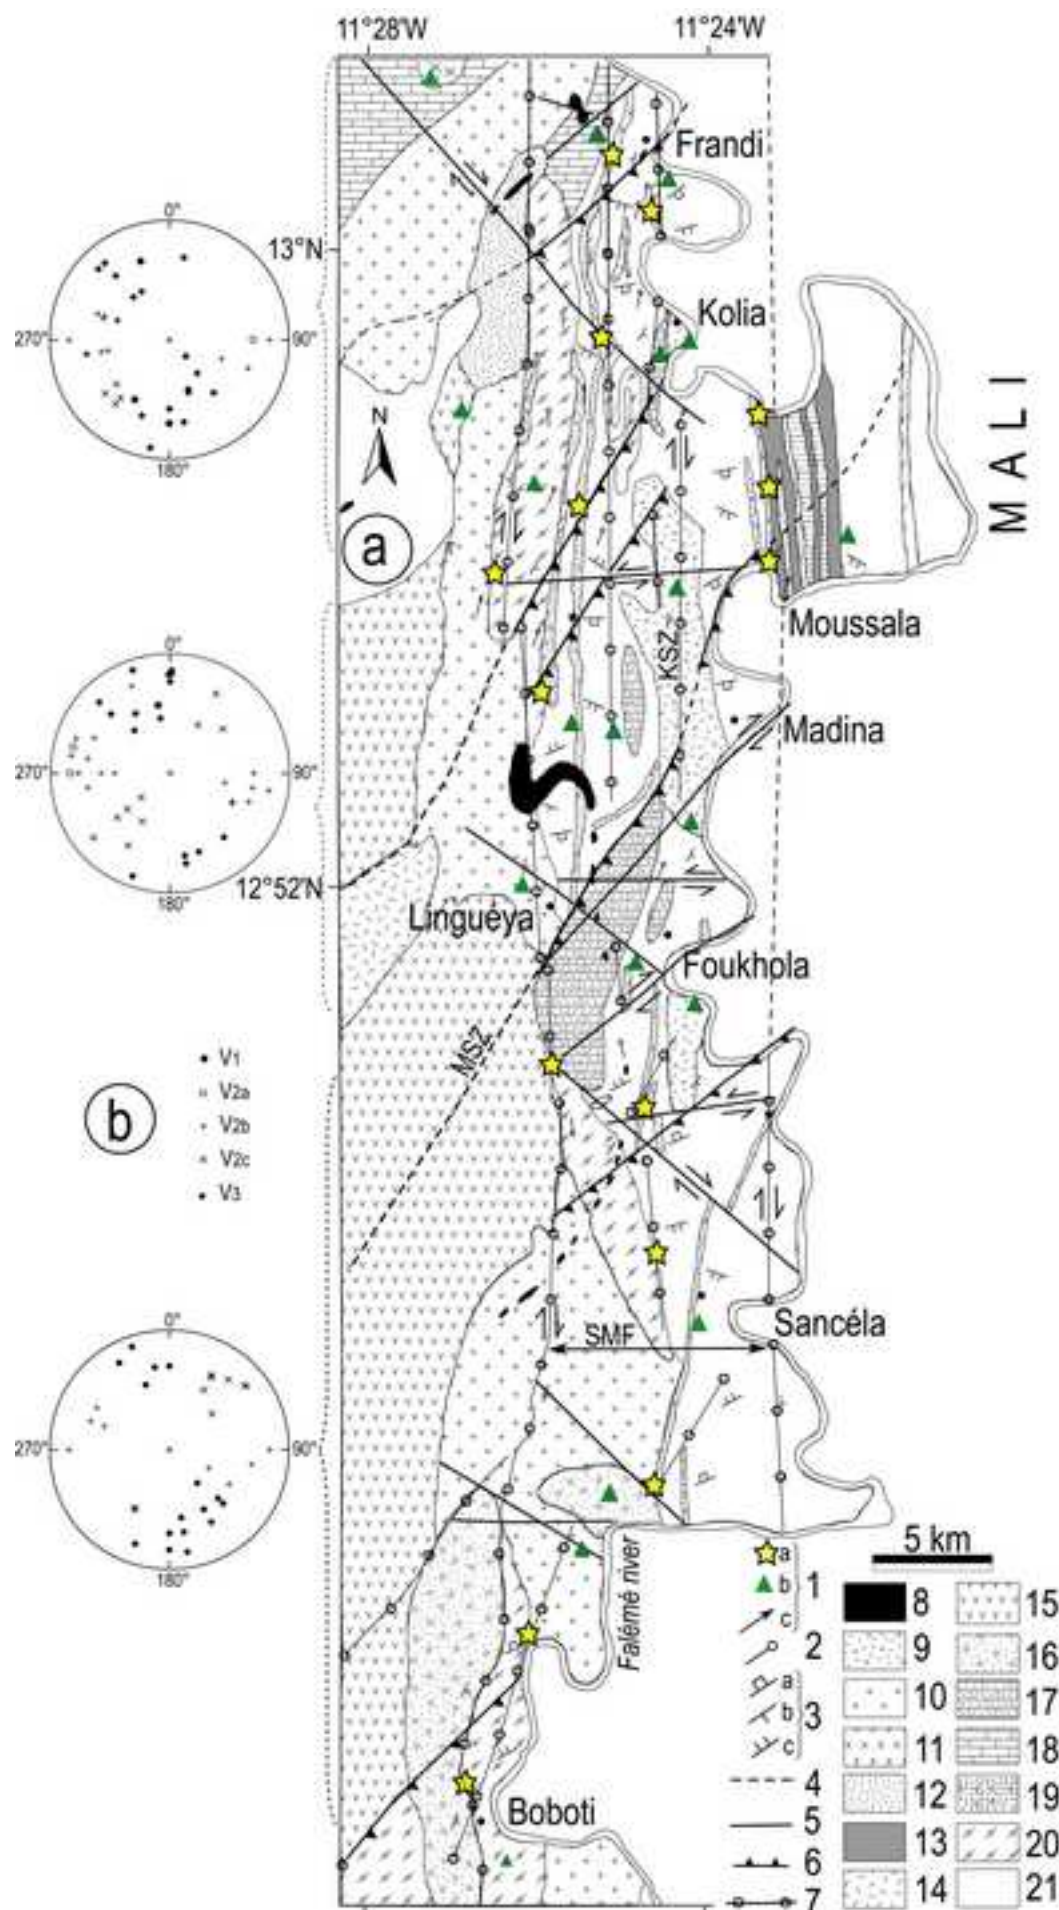 11°28'W
11°24'W
Frandi
0°
13°N
Kolia
270°
90°
N
180°
MALI
a
Moussala
KSZ
0°
Madina
270°
90°
12°52'N
180°
Lingueya
Foukhola
MSZ
b
V1
V2a
V2b
V2c
V3
Sancéla
0°
SMF
270°
90°
180°
Falémé river
5 km
a
b
c
1
2
a
b
c
3
4
5
6
7
8
9
10
11
12
13
14
15
16
17
18
19
20
21
Boboti